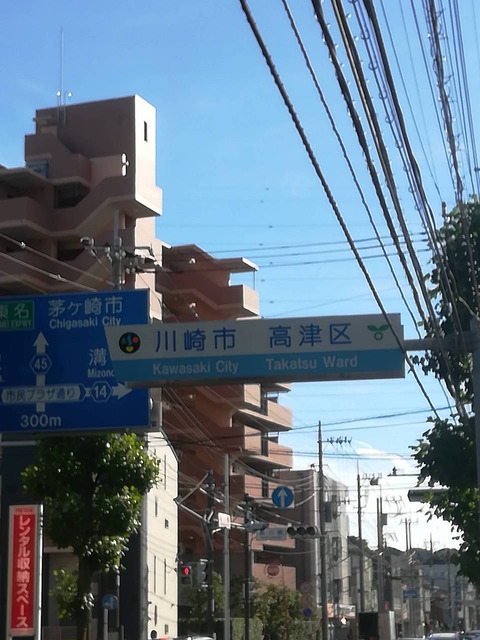 東名
茅ヶ崎市
Chigasaki City
45
溝
Mizono
市民プラザ通り
14
300m
川崎市 高津区
Kawasaki City Takatsu Ward
レンタル収納スペース